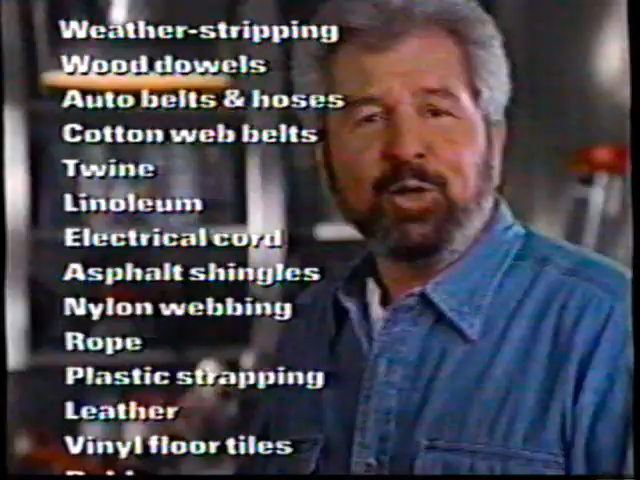 Weather-stripping
Wood dowels
Auto belts & hoses
Cotton web belts
Twine
Linoleum
Electrical cord
Asphalt shingles
Nylon webbing
Rope
Plastic strapping
Leather
Vinyl floor tiles